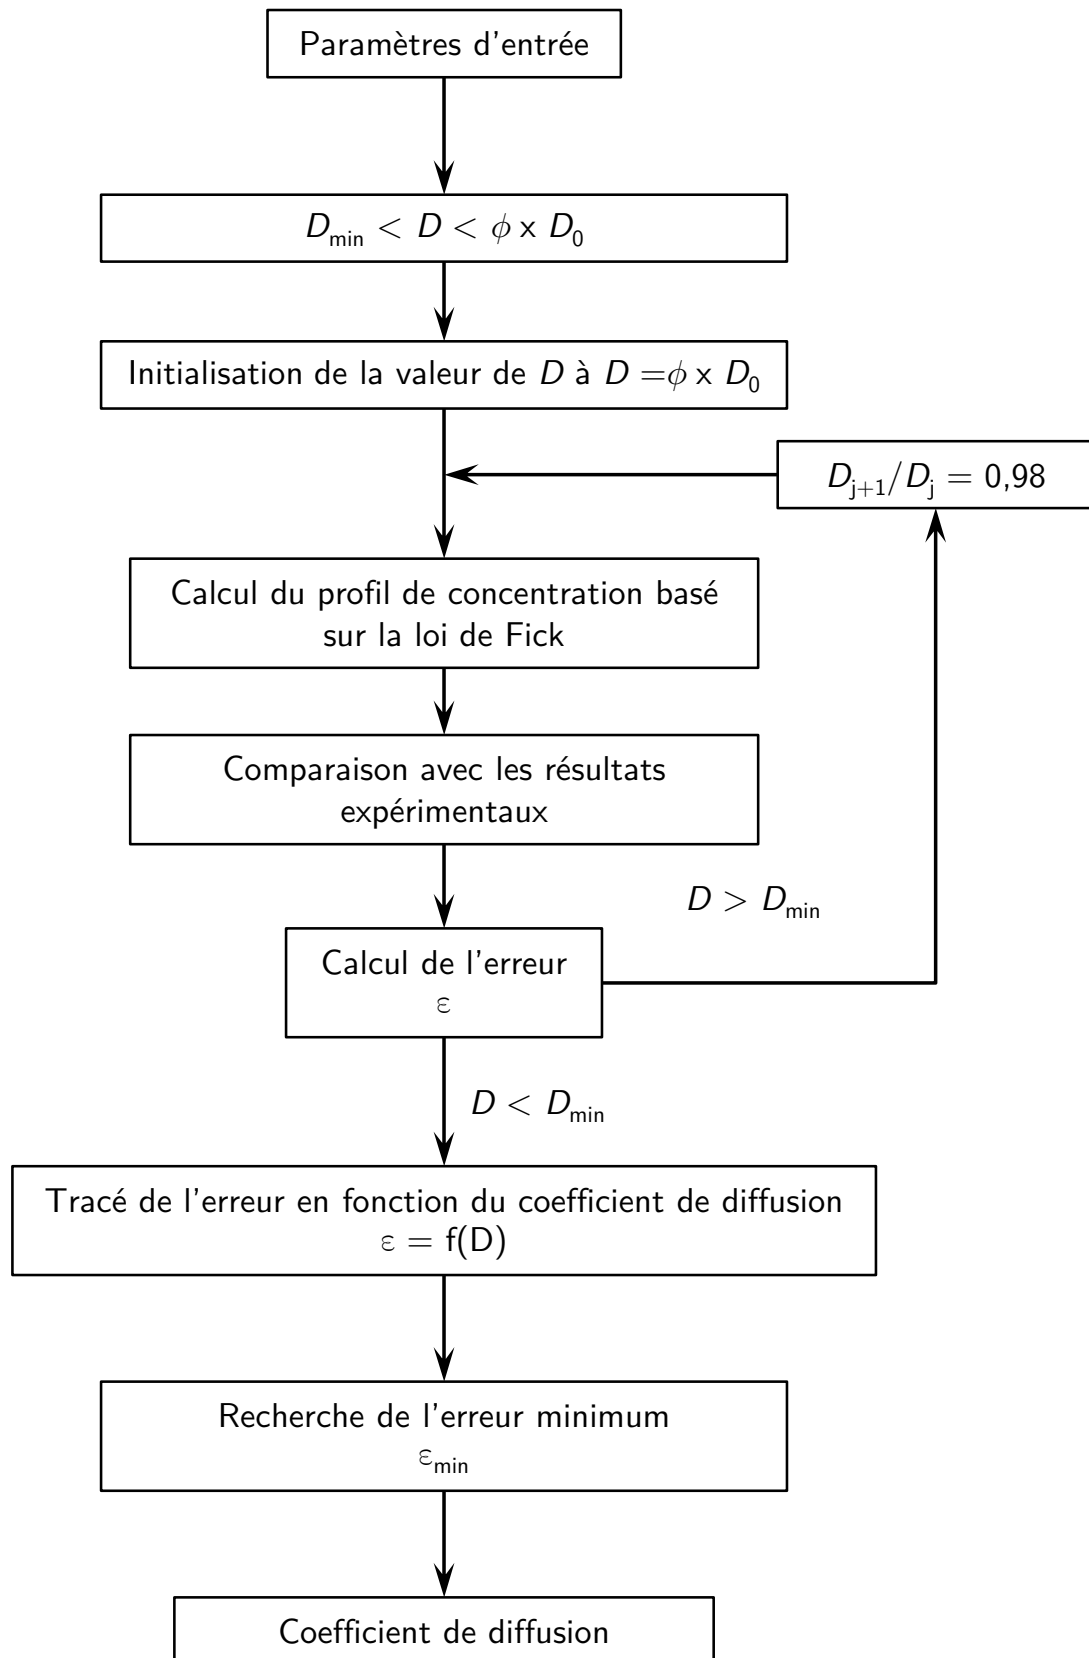 Paramètres d'entrée
D_min < D < ϕ x D_0
Initialisation de la valeur de D à D =ϕ x D_0
D_j+1/D_j = 0,98
Calcul du profil de concentration basé
sur la loi de Fick
Comparaison avec les résultats
expérimentaux
D > D_min
Calcul de l'erreur
ε
D < D_min
Tracé de l'erreur en fonction du coefficient de diffusion
ε = f(D)
Recherche de l'erreur minimum
ε_min
Coefficient de diffusion